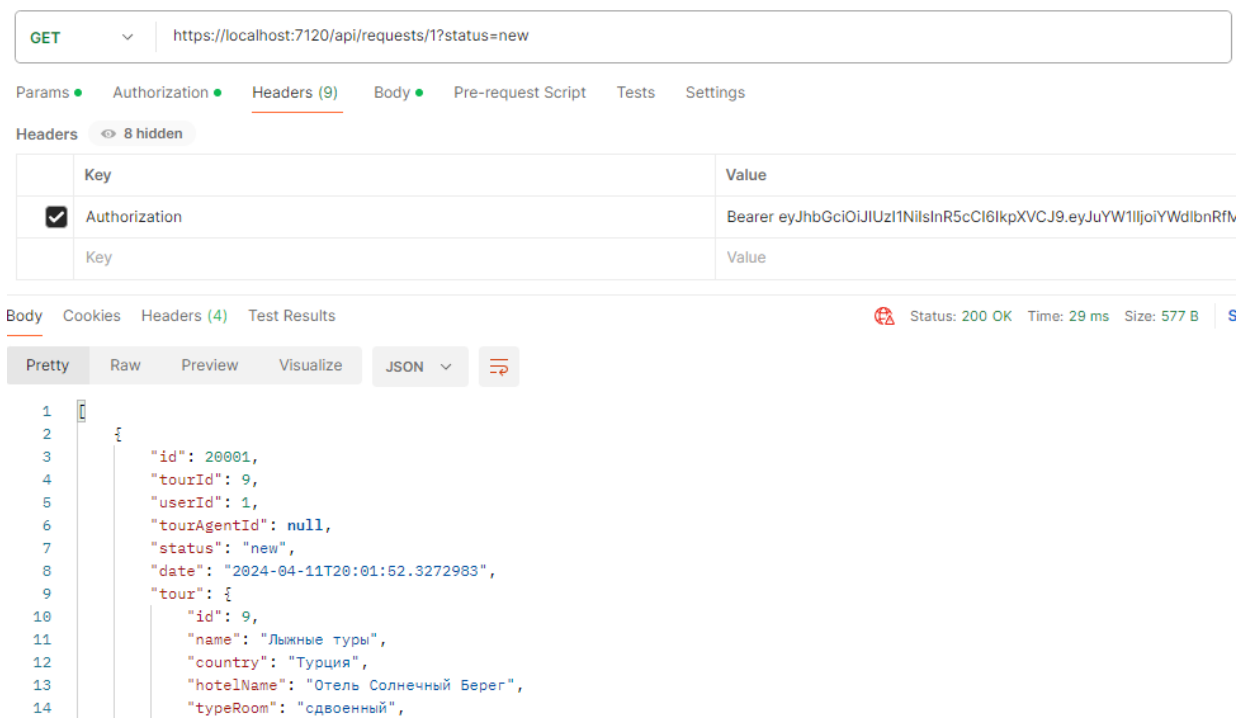 GET https://localhost:7120/api/requests/1?status=new
Params Authorization Headers (9) Body Pre-request Script Tests Settings
Headers 8 hidden
Key Value
Authorization Bearer eyJhbGciOiJIUzI1NiIsInR5cCI6IkpXVCJ9.eyJuYW1lIjoiYWdlbnRfM
Key Value
Body Cookies Headers (4) Test Results Status: 200 OK Time: 29 ms Size: 577 B S
Pretty Raw Preview Visualize JSON
1 [
2 {
3 "id": 20001,
4 "tourId": 9,
5 "userId": 1,
6 "tourAgentId": null,
7 "status": "new",
8 "date": "2024-04-11T20:01:52.3272983",
9 "tour": {
10 "id": 9,
11 "name": "Лыжные туры",
12 "country": "Турция",
13 "hotelName": "Отель Солнечный Берег",
14 "typeRoom": "сдвоенный",